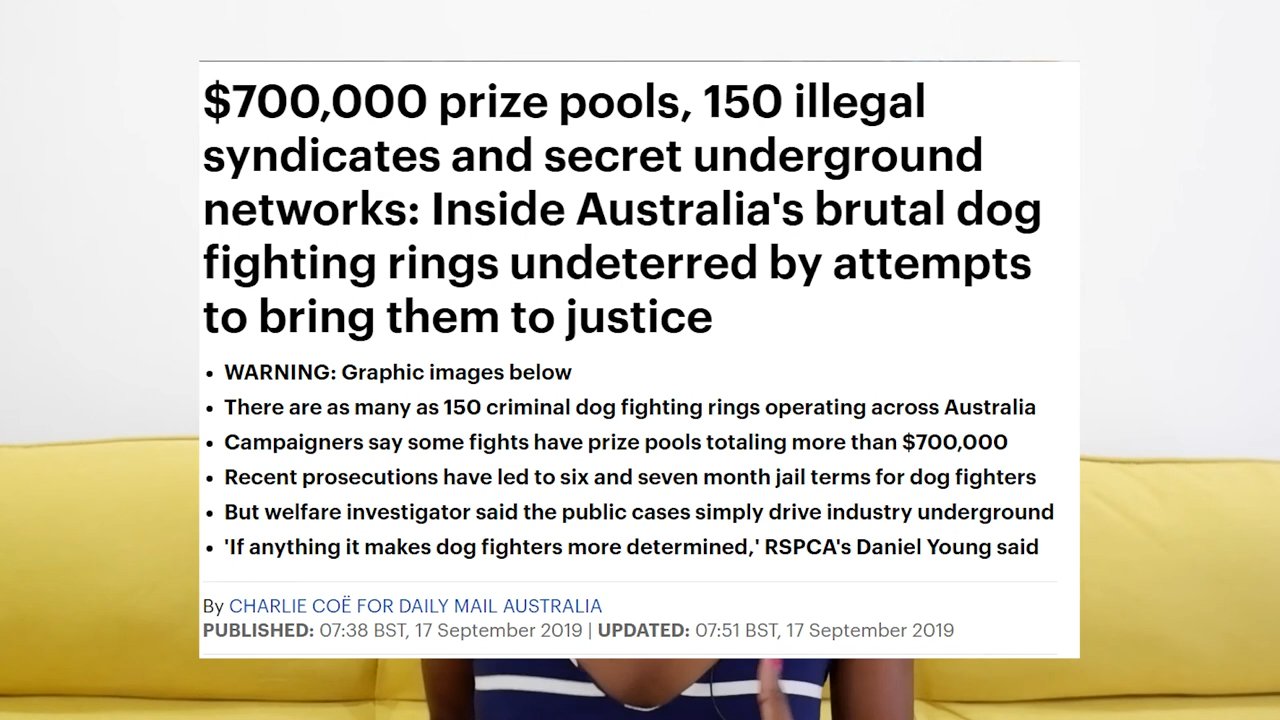 $700,000 prize pools, 150 illegal
syndicates and secret underground
networks: Inside Australia's brutal dog
fighting rings undeterred by attempts
to bring them to justice
• WARNING: Graphic images below
• There are as many as 150 criminal dog fighting rings operating across Australia
• Campaigners say some fights have prize pools totaling more than $700,000
• Recent prosecutions have led to six and seven month jail terms for dog fighters
• But welfare investigator said the public cases simply drive industry underground
• 'If anything it makes dog fighters more determined,' RSPCA's Daniel Young said
By CHARLIE COË FOR DAILY MAIL AUSTRALIA
PUBLISHED: 07:38 BST, 17 September 2019 | UPDATED: 07:51 BST, 17 September 2019